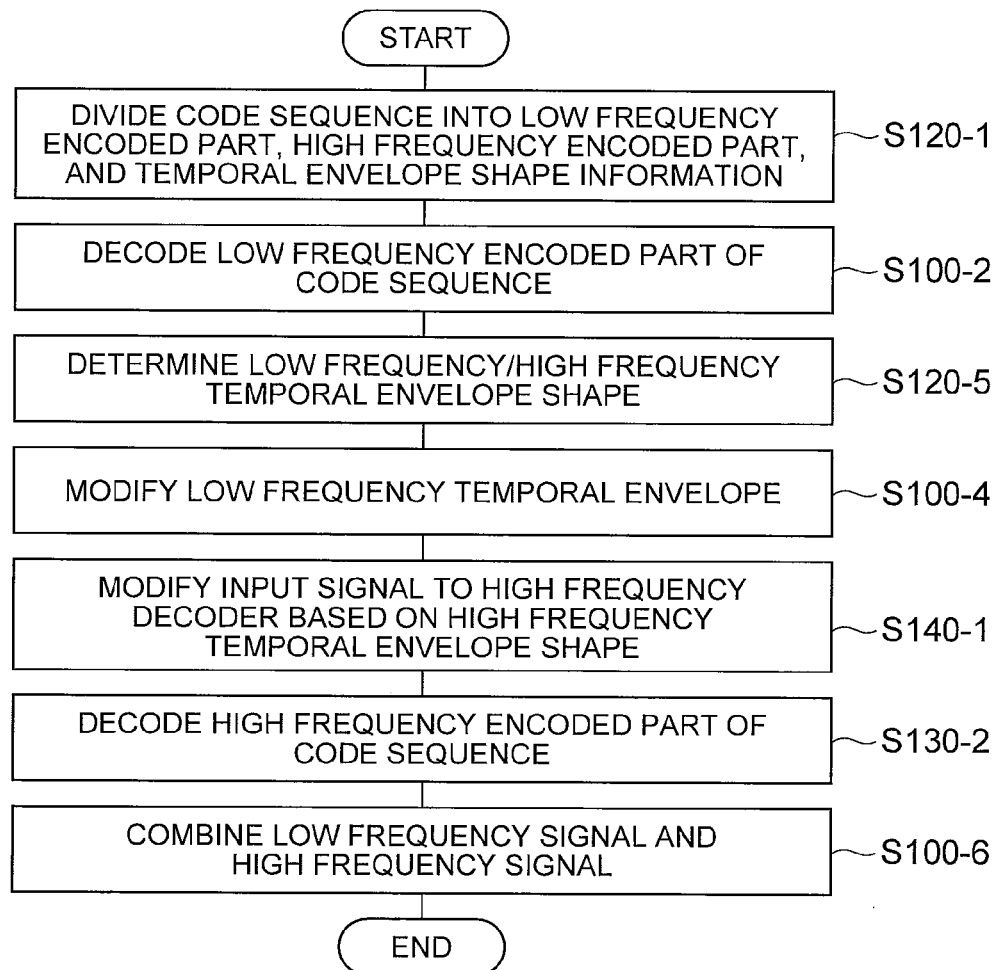 START
DIVIDE CODE SEQUENCE INTO LOW FREQUENCY
ENCODED PART, HIGH FREQUENCY ENCODED PART,
AND TEMPORAL ENVELOPE SHAPE INFORMATION
S120-1
DECODE LOW FREQUENCY ENCODED PART OF
CODE SEQUENCE
S100-2
DETERMINE LOW FREQUENCY/HIGH FREQUENCY
TEMPORAL ENVELOPE SHAPE
S120-5
MODIFY LOW FREQUENCY TEMPORAL ENVELOPE
S100-4
MODIFY INPUT SIGNAL TO HIGH FREQUENCY
DECODER BASED ON HIGH FREQUENCY
TEMPORAL ENVELOPE SHAPE
S140-1
DECODE HIGH FREQUENCY ENCODED PART OF
CODE SEQUENCE
S130-2
COMBINE LOW FREQUENCY SIGNAL AND
HIGH FREQUENCY SIGNAL
S100-6
END